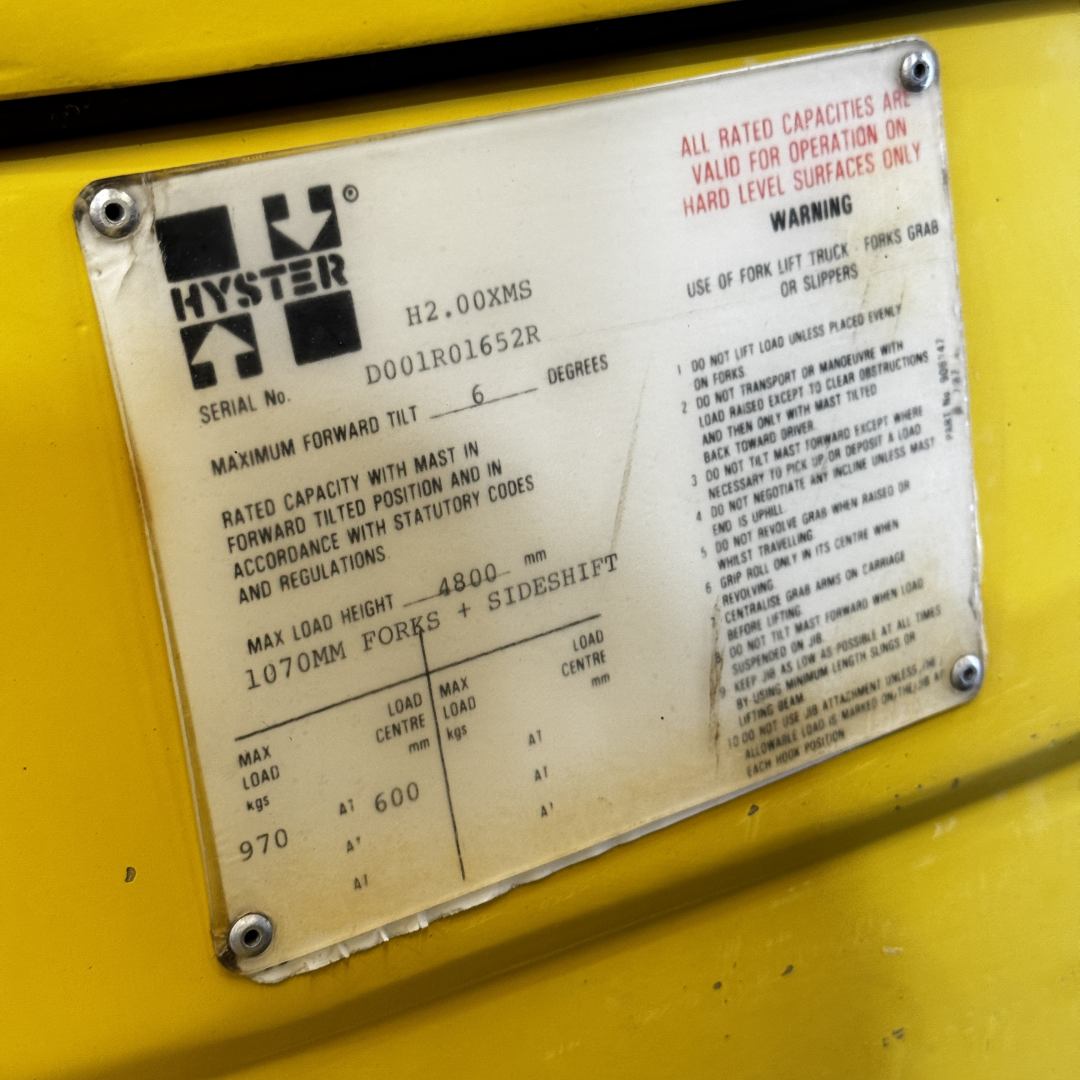 HYSTER®
H2.00XMS
SERIAL No. D001R01652R
MAXIMUM FORWARD TILT 6 DEGREES
RATED CAPACITY WITH MAST IN
FORWARD TILTED POSITION AND IN
ACCORDANCE WITH STATUTORY CODES
AND REGULATIONS.
MAX LOAD HEIGHT 4800 mm
1070MM FORKS + SIDESHIFT
MAX
LOAD
kgs
LOAD
CENTRE
mm
MAX
LOAD
kgs
LOAD
CENTRE
mm
970 AT 600
AT
AT
AT
AT
AT
ALL RATED CAPACITIES ARE
VALID FOR OPERATION ON
HARD LEVEL SURFACES ONLY
WARNING
USE OF FORK LIFT TRUCK - FORKS GRAB
OR SLIPPERS
1 DO NOT LIFT LOAD UNLESS PLACED EVENLY
ON FORKS.
2 DO NOT TRANSPORT OR MANOEUVRE WITH
LOAD RAISED EXCEPT TO CLEAR OBSTRUCTIONS
AND THEN ONLY WITH MAST TILTED
BACK TOWARD DRIVER.
3 DO NOT TILT MAST FORWARD EXCEPT WHERE
NECESSARY TO PICK UP OR DEPOSIT A LOAD
4 DO NOT NEGOTIATE ANY INCLINE UNLESS MAST
END IS UPHILL.
5 DO NOT REVOLVE GRAB WHEN RAISED OR
WHILST TRAVELLING.
6 GRIP ROLL ONLY IN ITS CENTRE WHEN
REVOLVING.
7 CENTRALISE GRAB ARMS ON CARRIAGE
BEFORE LIFTING.
8 DO NOT TILT MAST FORWARD WHEN LOAD
SUSPENDED ON JIB.
9 KEEP JIB AS LOW AS POSSIBLE AT ALL TIMES
BY USING MINIMUM LENGTH SLINGS OR
LIFTING BEAM.
10 DO NOT USE JIB ATTACHMENT UNLESS THE
ALLOWABLE LOAD IS MARKED ON THE JIB AT
EACH HOOK POSITION
PART No.